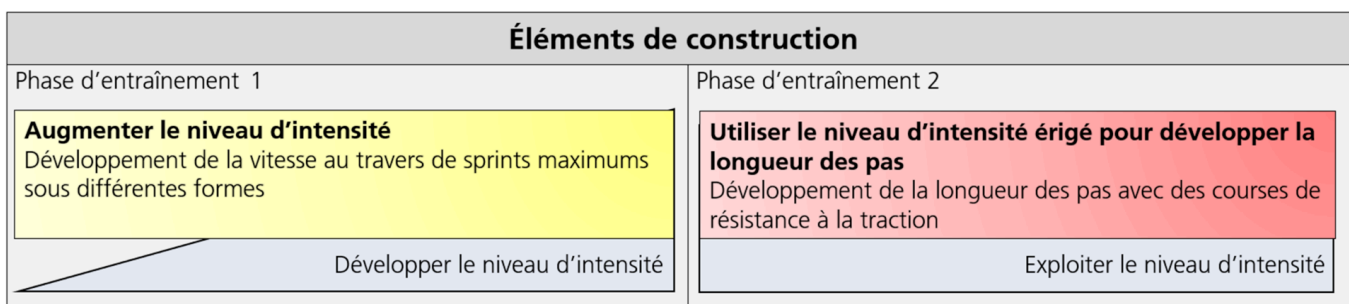 Éléments de construction
Phase d'entraînement 1
Augmenter le niveau d'intensité
Développement de la vitesse au travers de sprints maximums
sous différentes formes
Développer le niveau d'intensité
Phase d'entraînement 2
Utiliser le niveau d'intensité érigé pour développer la
longueur des pas
Développement de la longueur des pas avec des courses de
résistance à la traction
Exploiter le niveau d'intensité